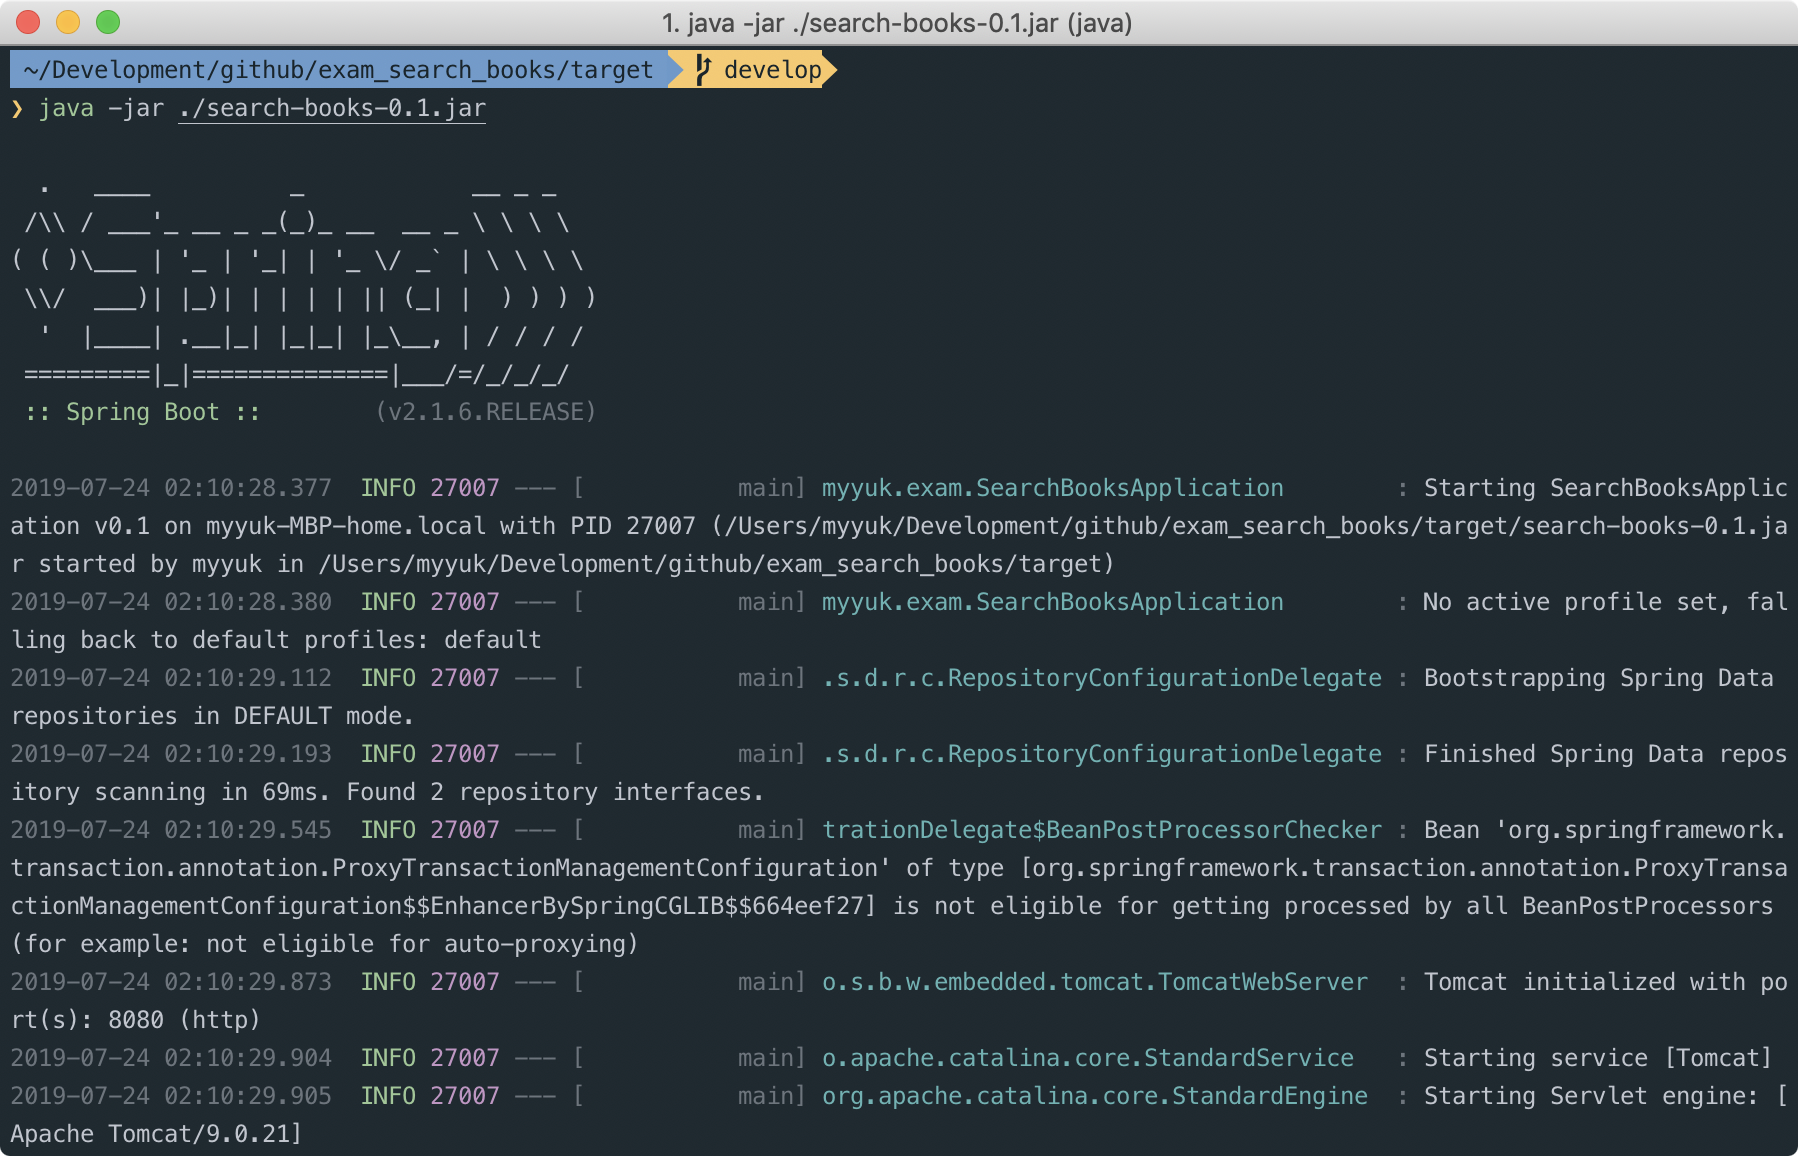 1. java -jar ./search-books-0.1.jar (java)
~/Development/github/exam_search_books/target develop
❯ java -jar ./search-books-0.1.jar
  .   ____          _            __ _ _
 /\\ / ___'_ __ _ _(_)_ __  __ _ \ \ \ \
( ( )\___ | '_ | '_| | '_ \/ _` | \ \ \ \
 \\/  ___)| |_)| | | | | || (_| |  ) ) ) )
  '  |____| .__|_| |_|_| |_\__, | / / / /
 =========|_|==============|___/=/_/_/_/
 :: Spring Boot ::        (v2.1.6.RELEASE)
2019-07-24 02:10:28.377  INFO 27007 --- [           main] myyuk.exam.SearchBooksApplication        : Starting SearchBooksApplic
ation v0.1 on myyuk-MBP-home.local with PID 27007 (/Users/myyuk/Development/github/exam_search_books/target/search-books-0.1.ja
r started by myyuk in /Users/myyuk/Development/github/exam_search_books/target)
2019-07-24 02:10:28.380  INFO 27007 --- [           main] myyuk.exam.SearchBooksApplication        : No active profile set, fal
ling back to default profiles: default
2019-07-24 02:10:29.112  INFO 27007 --- [           main] .s.d.r.c.RepositoryConfigurationDelegate : Bootstrapping Spring Data
repositories in DEFAULT mode.
2019-07-24 02:10:29.193  INFO 27007 --- [           main] .s.d.r.c.RepositoryConfigurationDelegate : Finished Spring Data repos
itory scanning in 69ms. Found 2 repository interfaces.
2019-07-24 02:10:29.545  INFO 27007 --- [           main] trationDelegate$BeanPostProcessorChecker : Bean 'org.springframework.
transaction.annotation.ProxyTransactionManagementConfiguration' of type [org.springframework.transaction.annotation.ProxyTransa
ctionManagementConfiguration$$EnhancerBySpringCGLIB$$664eef27] is not eligible for getting processed by all BeanPostProcessors
(for example: not eligible for auto-proxying)
2019-07-24 02:10:29.873  INFO 27007 --- [           main] o.s.b.w.embedded.tomcat.TomcatWebServer  : Tomcat initialized with po
rt(s): 8080 (http)
2019-07-24 02:10:29.904  INFO 27007 --- [           main] o.apache.catalina.core.StandardService   : Starting service [Tomcat]
2019-07-24 02:10:29.905  INFO 27007 --- [           main] org.apache.catalina.core.StandardEngine  : Starting Servlet engine: [
Apache Tomcat/9.0.21]